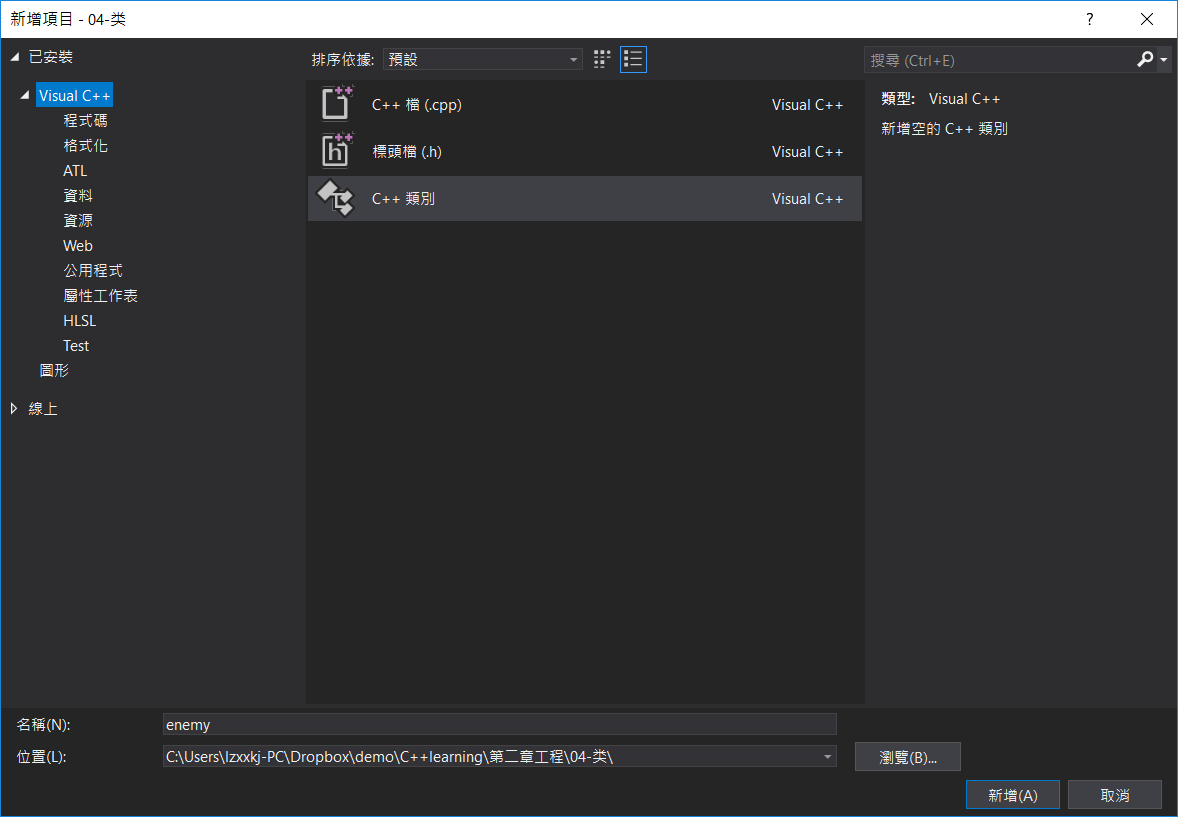 新增項目 - 04-类
?
已安裝
Visual C++
程式碼
格式化
ATL
資料
資源
Web
公用程式
屬性工作表
HLSL
Test
圖形
線上
排序依據: 預設
C++ 檔 (.cpp) Visual C++
標頭檔 (.h) Visual C++
C++ 類別 Visual C++
搜尋 (Ctrl+E)
類型: Visual C++
新增空的 C++ 類別
名稱(N): enemy
位置(L): C:\Users\lzxxkj-PC\Dropbox\demo\C++learning\第二章工程\04-类\
瀏覽(B)...
新增(A) 取消